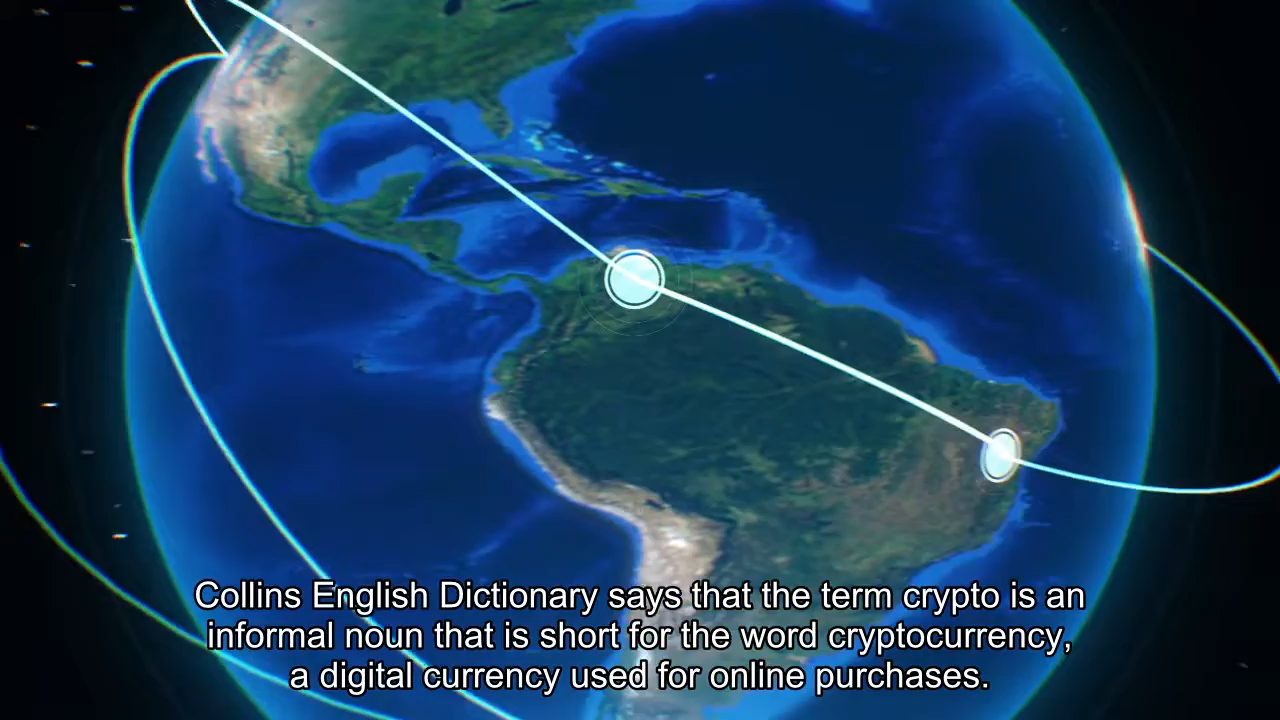 Collins English Dictionary says that the term crypto is an
informal noun that is short for the word cryptocurrency,
a digital currency used for online purchases.